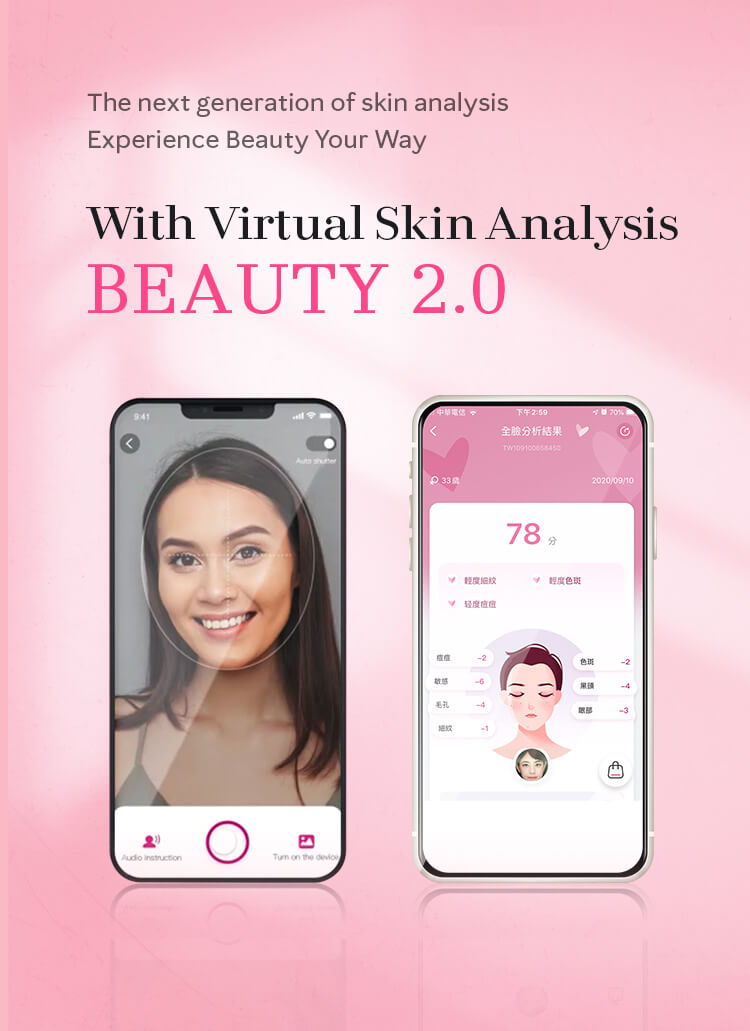 The next generation of skin analysis
Experience Beauty Your Way
With Virtual Skin Analysis
BEAUTY 2.0
9:41
Auto shutter
Audio instruction
Turn on the device
中華電信
下午2:59
70%
全臉分析結果
TW109100658450
33歲
2020/09/10
78 分
輕度細紋
輕度色斑
轻度痘痘
痘痘 -2
敏感 -6
毛孔 -4
細紋 -1
色斑 -2
黑頭 -4
眼部 -3